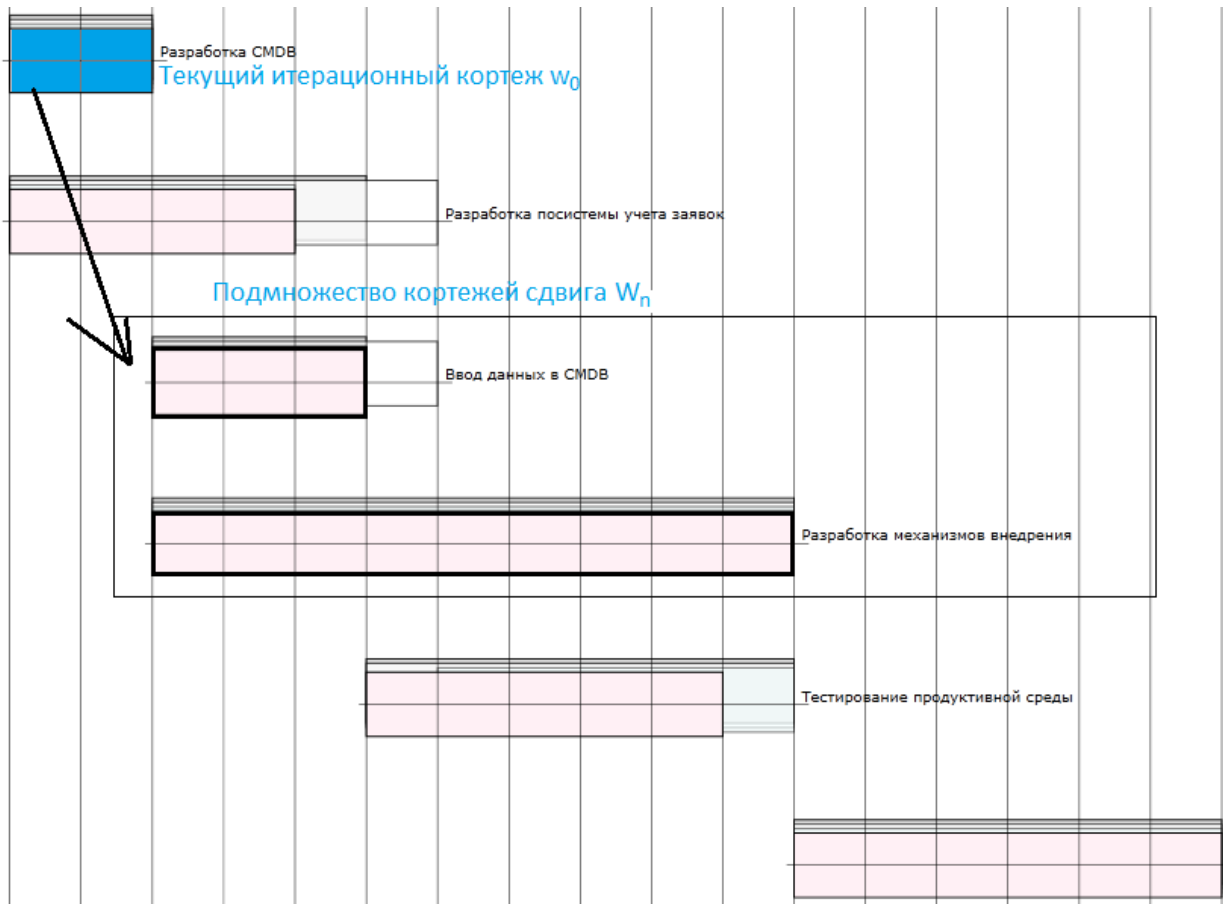 Разработка CMDB
Текущий итерационный кортеж w0
Разработка посистемы учета заявок
Подмножество кортежей сдвига Wn
Ввод данных в CMDB
Разработка механизмов внедрения
Тестирование продуктивной среды